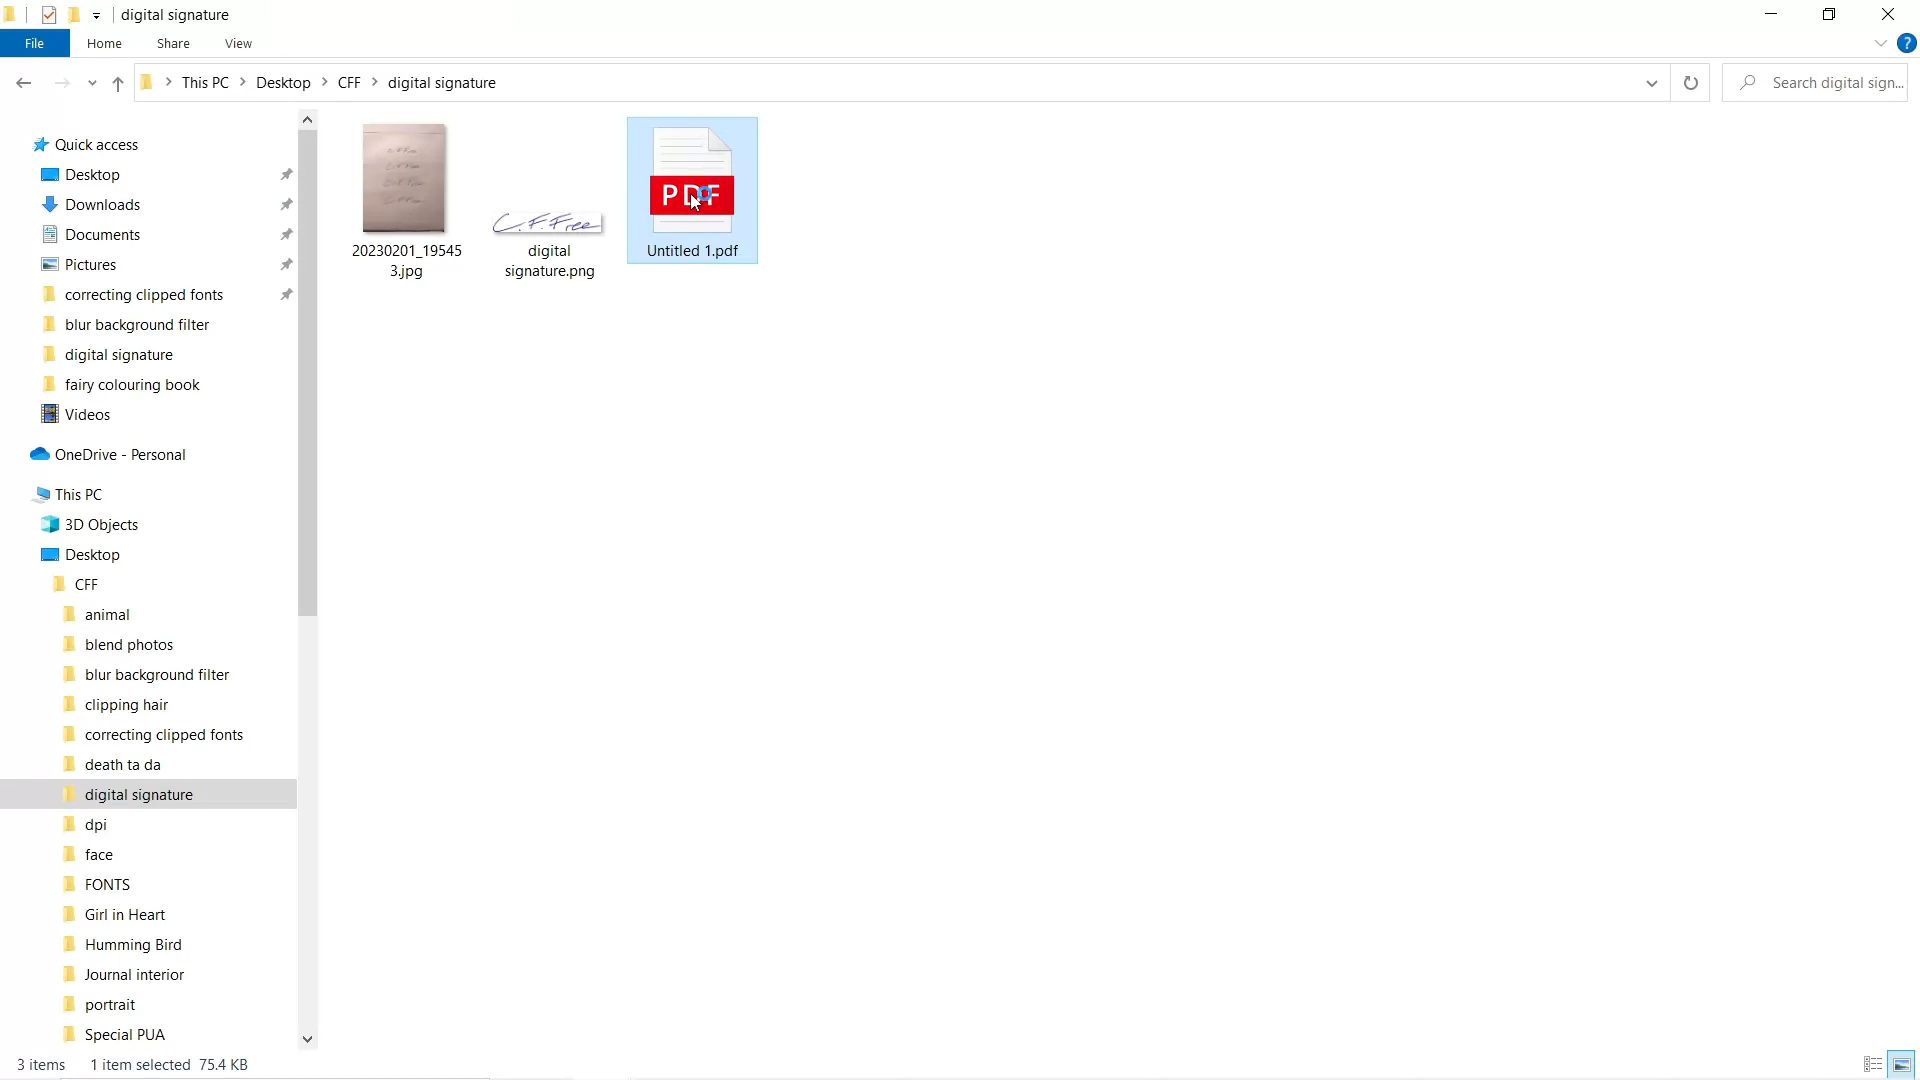 digital signature
File Home Share View
This PC Desktop CFF digital signature
Search digital sign...
Quick access
Desktop
Downloads
Documents
Pictures
correcting clipped fonts
blur background filter
digital signature
fairy colouring book
Videos
OneDrive - Personal
This PC
3D Objects
Desktop
CFF
animal
blend photos
blur background filter
clipping hair
correcting clipped fonts
death ta da
digital signature
dpi
face
FONTS
Girl in Heart
Humming Bird
Journal interior
portrait
Special PUA
C.F.Free
PDF
20230201_19545
3.jpg
digital
signature.png
Untitled 1.pdf
3 items 1 item selected 75.4 KB